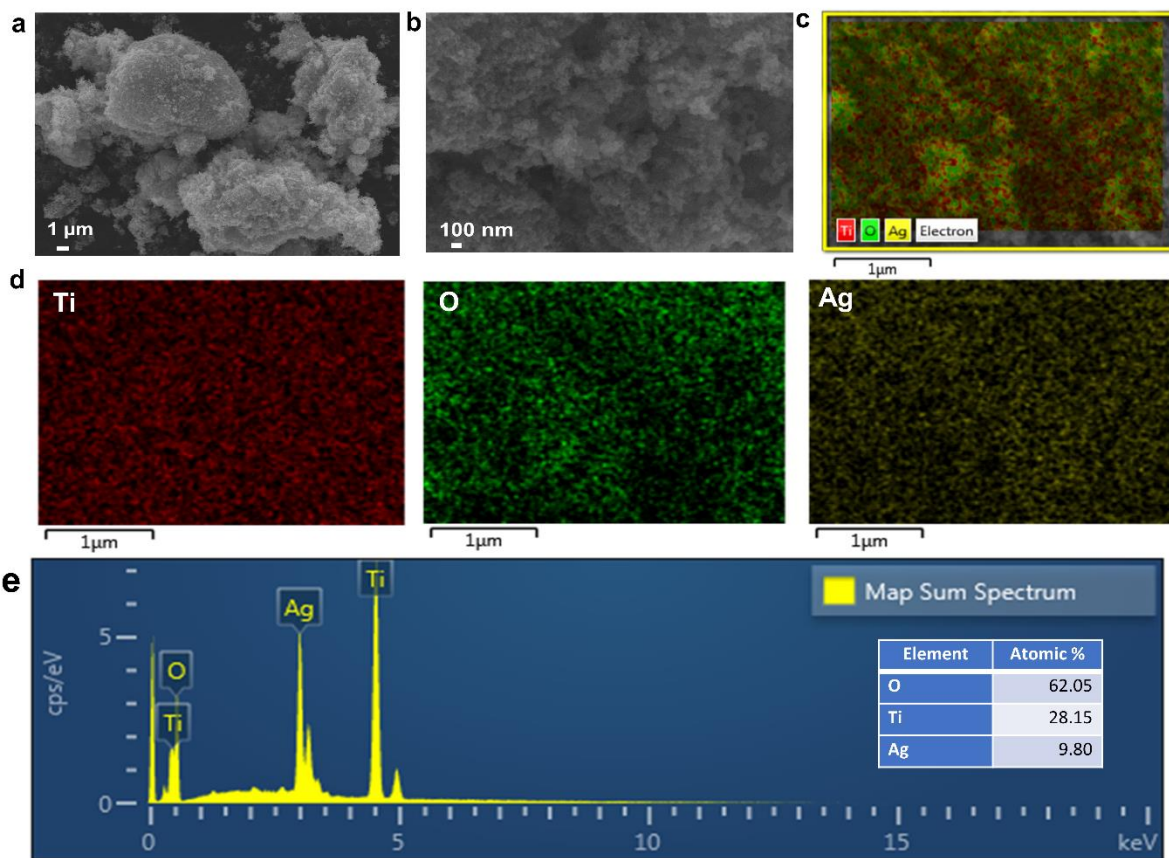 a
1 µm
b
100 nm
c
Ti O Ag Electron
1µm
d
Ti
1µm
O
1µm
Ag
1µm
e
cps/eV
5
0
Ti
O
Ag
Ti
Map Sum Spectrum
Element Atomic %
O 62.05
Ti 28.15
Ag 9.80
0 5 10 15 keV